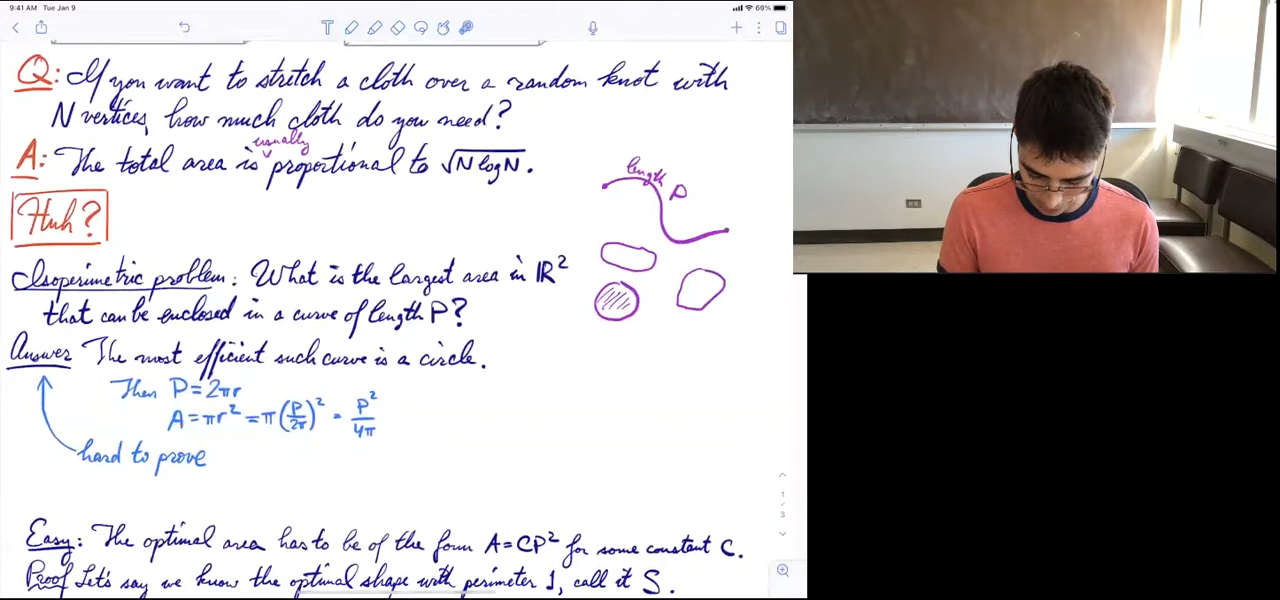 9:41 AM Tue Jan 9
69%
Q: If you want to stretch a cloth over a random knot with
N vertices, how much cloth do you need?
usually
A: The total area is proportional to √N log N.
length P
Huh?
Isoperimetric problem: What is the largest area in ℝ²
that can be enclosed in a curve of length P?
Answer The most efficient such curve is a circle.
Then P = 2πr
A = πr² = π(P/2π)² = P²/4π
hard to prove
1
3
Easy: The optimal area has to be of the form A = CP² for some constant C.
Proof Let's say we know the optimal shape with perimeter 1, call it S.